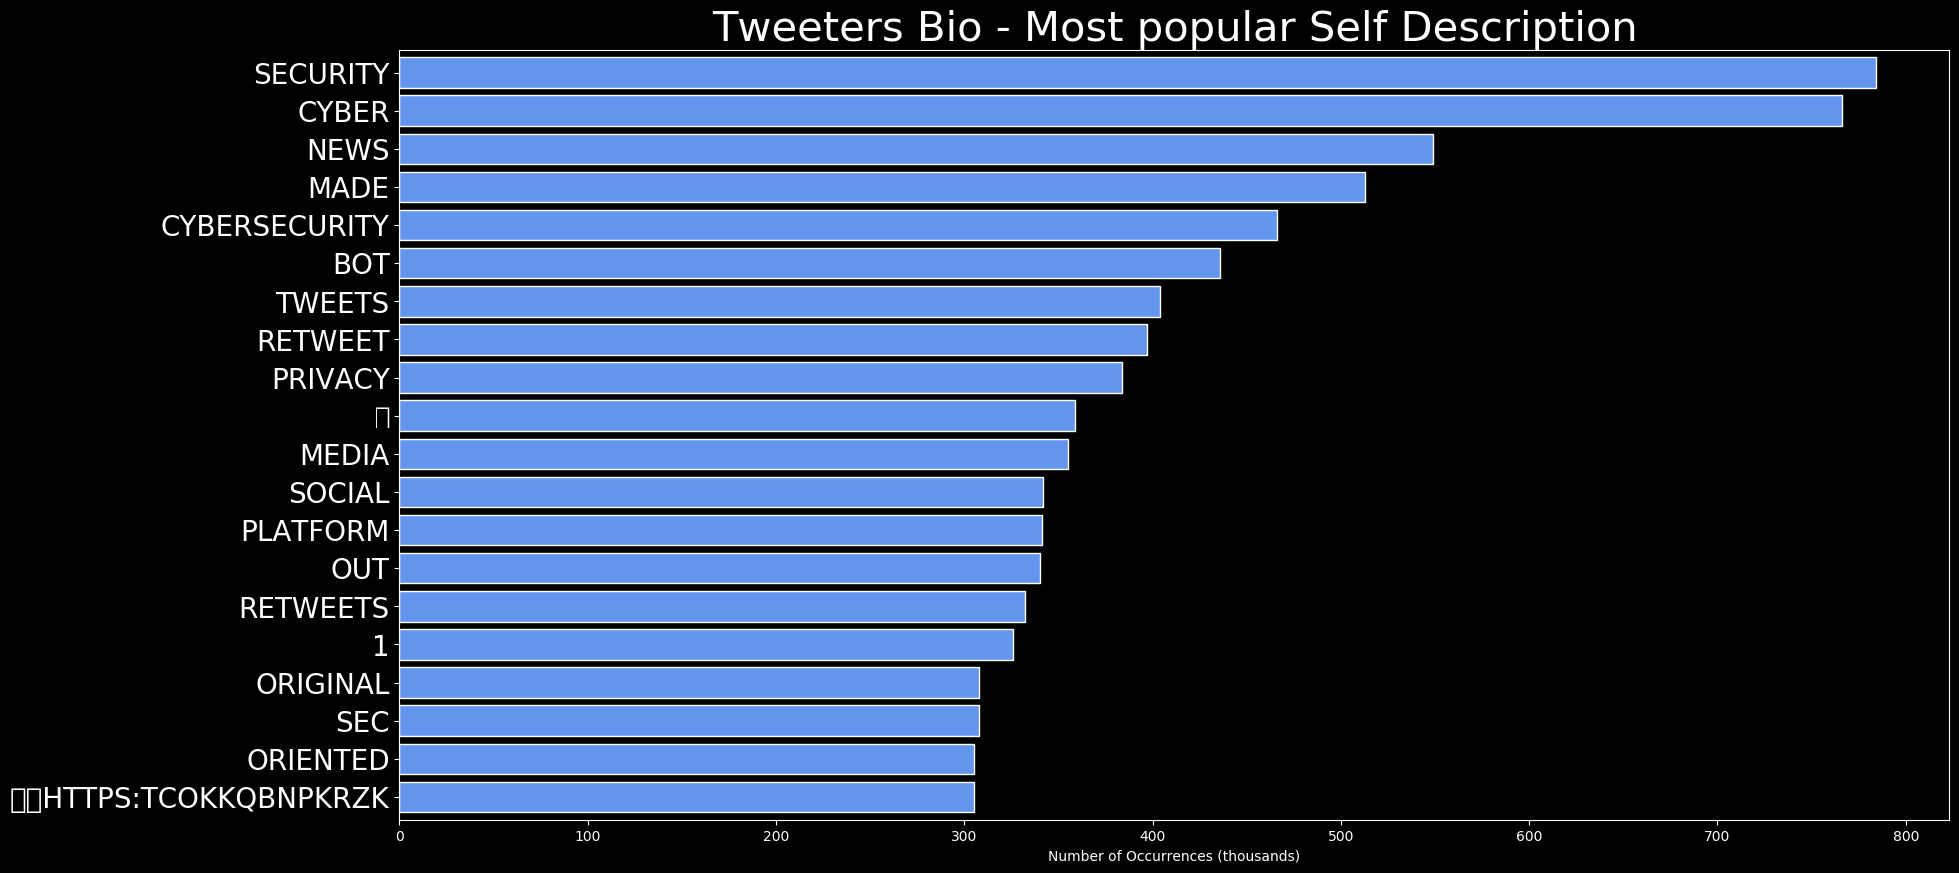 Tweeters Bio - Most popular Self Description
SECURITY
CYBER
NEWS
MADE
CYBERSECURITY
BOT
TWEETS
RETWEET
PRIVACY
MEDIA
SOCIAL
PLATFORM
OUT
RETWEETS
1
ORIGINAL
SEC
ORIENTED
HTTPS:TCOKKQBNPKRZK
0 100 200 300 400 500 600 700 800
Number of Occurrences (thousands)